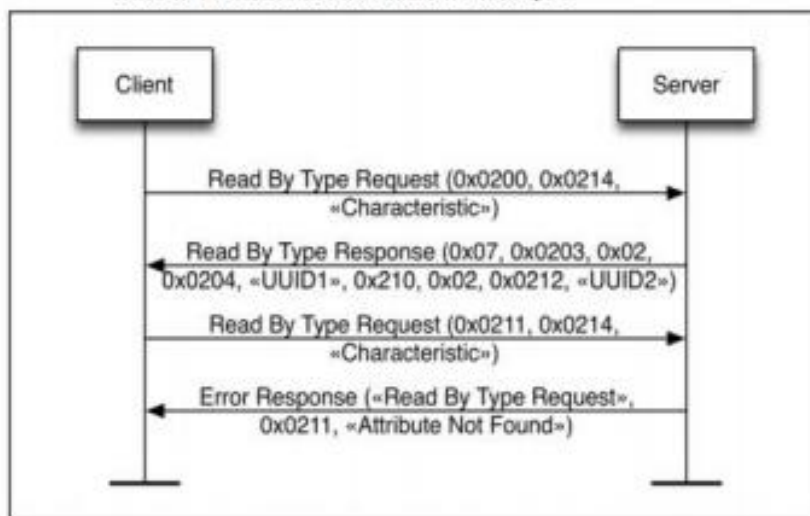 Client
Server
Read By Type Request (0x0200, 0x0214,
«Characteristic»)
Read By Type Response (0x07, 0x0203, 0x02,
0x0204, «UUID1», 0x210, 0x02, 0x0212, «UUID2»)
Read By Type Request (0x0211, 0x0214,
«Characteristic»)
Error Response («Read By Type Request»,
0x0211, «Attribute Not Found»)